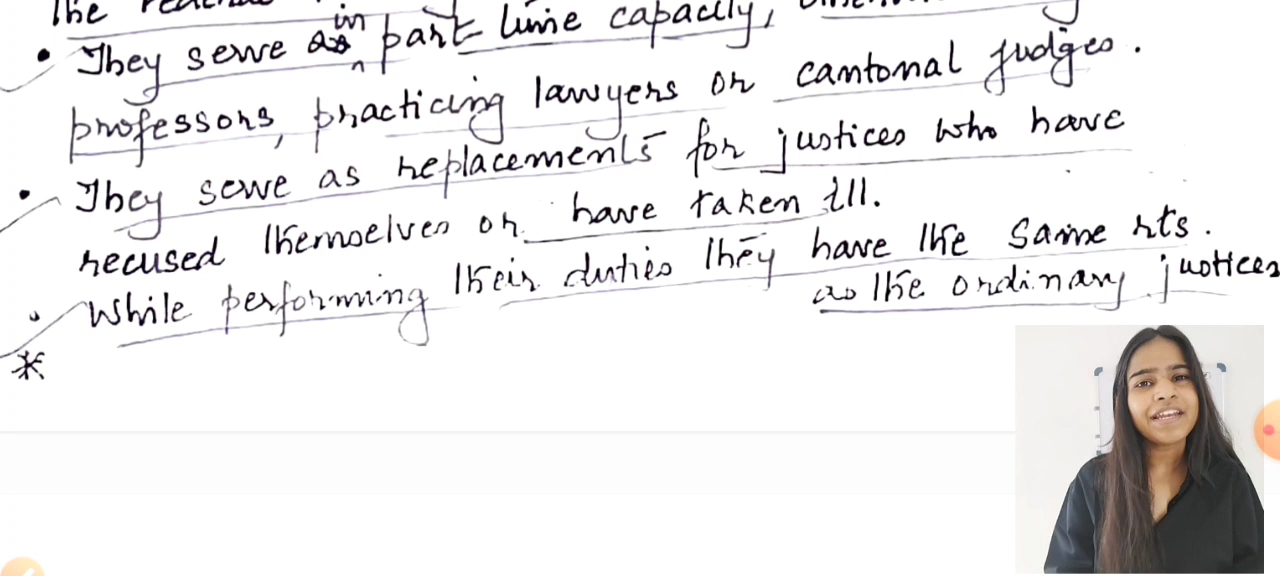 The
They serve in part time capacity,
professors, practicing lawyers or cantonal judges.
They serve as replacements for justices who have
recused themselves or have taken ill.
While performing their duties they have the same rts.
as the ordinary justices
*